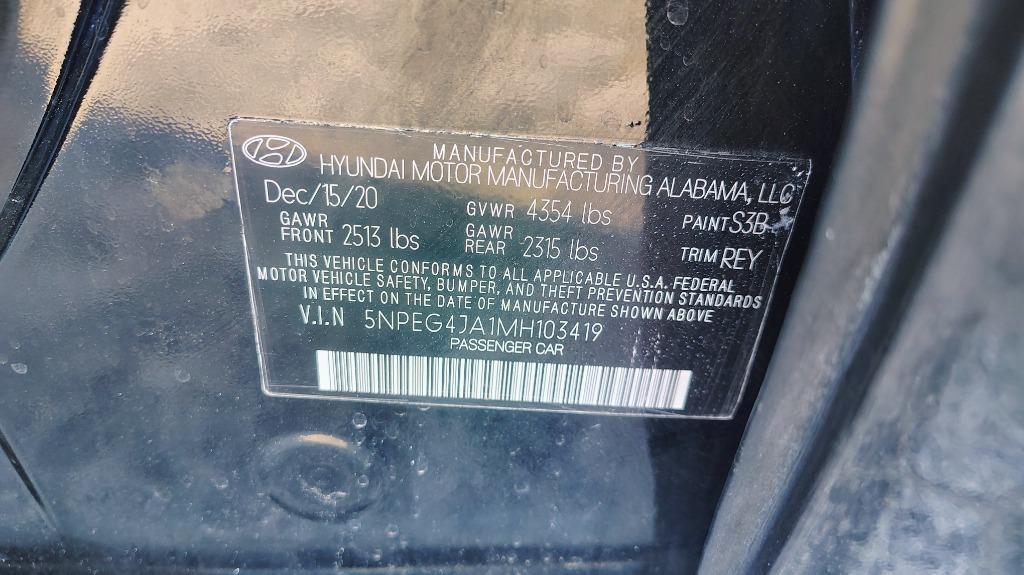 MANUFACTURED BY
HYUNDAI MOTOR MANUFACTURING ALABAMA, LLC
Dec/15/20 GVWR 4354 lbs PAINT S3B
GAWR FRONT 2513 lbs GAWR REAR 2315 lbs TRIM REY
THIS VEHICLE CONFORMS TO ALL APPLICABLE U.S.A. FEDERAL
MOTOR VEHICLE SAFETY, BUMPER, AND THEFT PREVENTION STANDARDS
IN EFFECT ON THE DATE OF MANUFACTURE SHOWN ABOVE
V.I.N 5NPEG4JA1MH103419
PASSENGER CAR